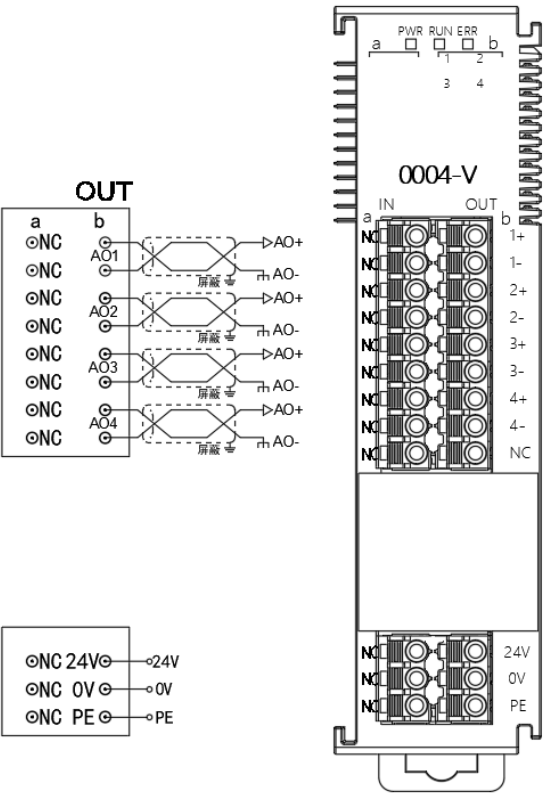 PWR RUN ERR
a b
1 2
3 4
0004-V
IN OUT
a b
NC 1+
NC 1-
NC 2+
NC 2-
NC 3+
NC 3-
NC 4+
NC 4-
NC NC
NC 24V
NC 0V
NC PE
OUT
a b
NC AO+
AO1
NC AO-
屏蔽
NC AO+
AO2
NC AO-
屏蔽
NC AO+
AO3
NC AO-
屏蔽
NC AO+
AO4
NC AO-
屏蔽
NC 24V 24V
NC 0V 0V
NC PE PE